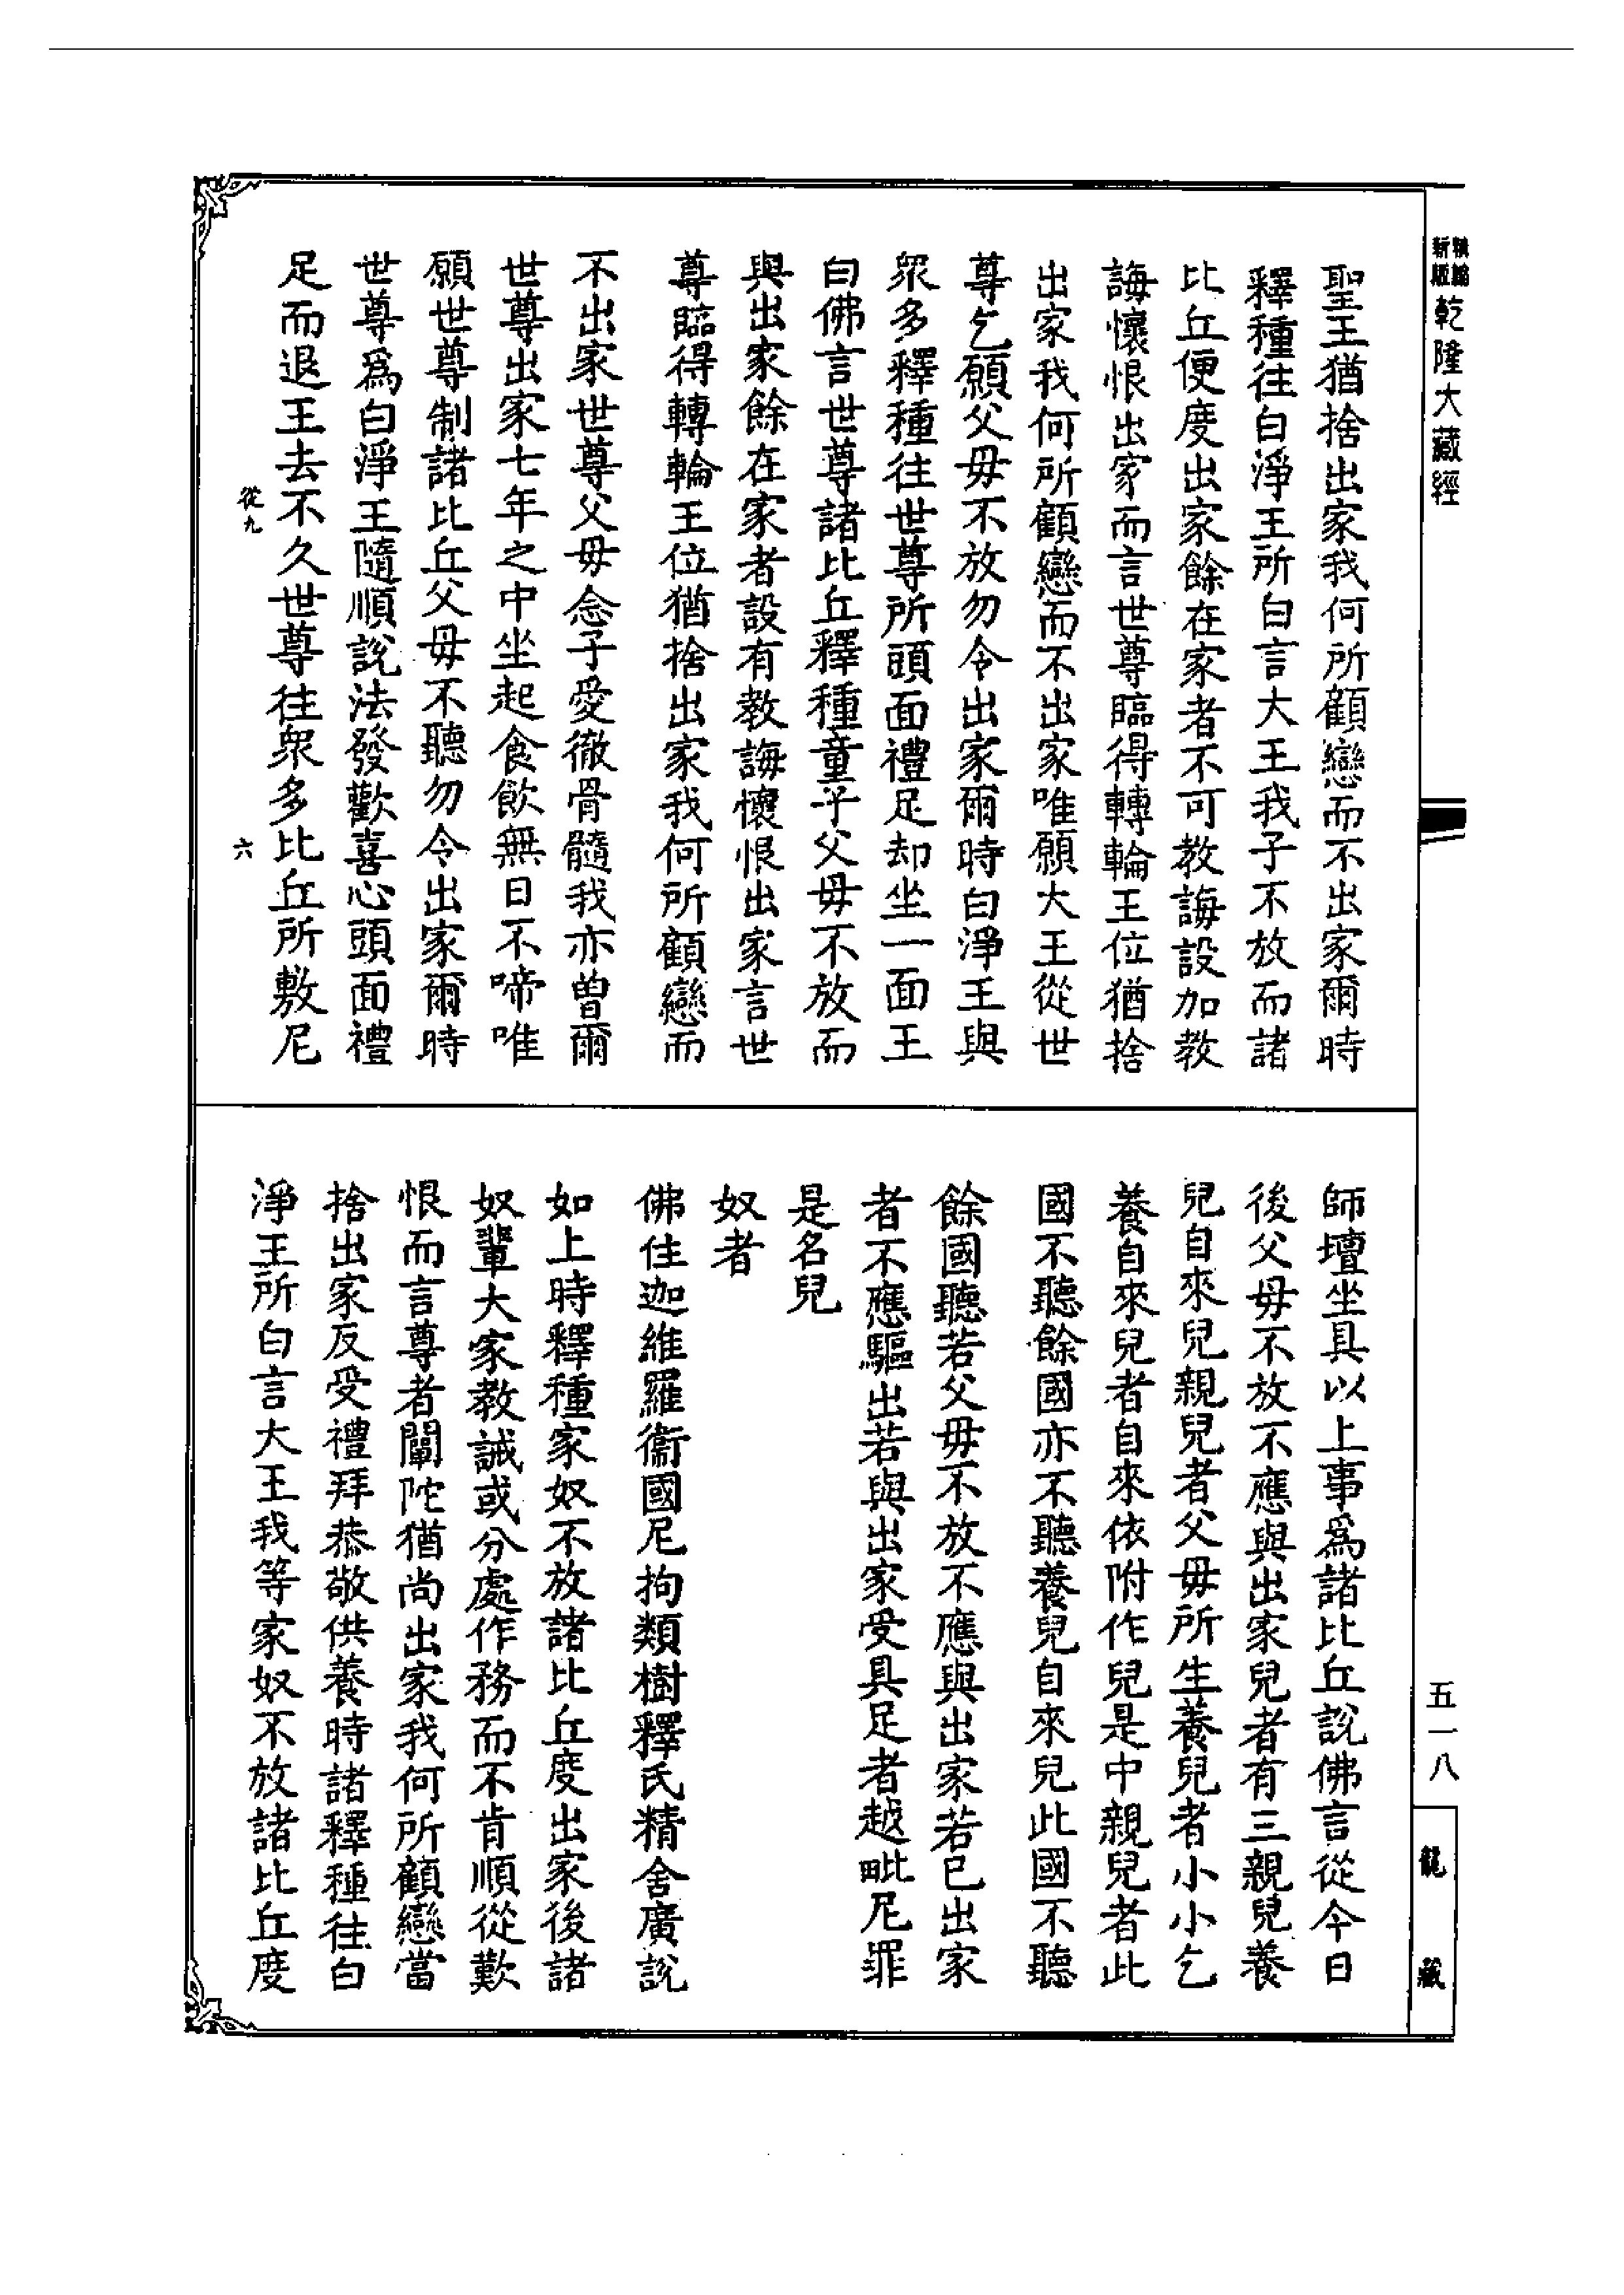 新編
縮版
乾隆大藏經
聖王猶捨出家我何所顧戀而不出家爾時
釋種往白淨王所白言大王我子不放而諸
比丘便度出家餘在家者不可教誨設加教
誨懷恨出家而言世尊臨得轉輪王位猶捨
出家我何所顧戀而不出家唯願大王從世
尊乞願父毋不放勿令出家爾時白淨王與
衆多釋種往世尊所頭面禮足却坐一面王
白佛言世尊諸比丘釋種童子父毋不放而
與出家餘在家者設有教誨懷恨出家言世
尊臨得轉輪王位猶捨出家我何所顧戀而
不出家世尊父毋念子愛徹骨髓我亦曽爾
世尊出家七年之中坐起食飲無日不啼唯
願世尊制諸比丘父毋不聽勿令出家爾時
世尊爲白淨王隨順說法發歡喜心頭面禮
足而退王去不久世尊往衆多比丘所敷尼
從九
六
師壇坐具以上事爲諸比丘說佛言從今日
後父毋不放不應與出家兒者有三親兒養
兒自來兒親兒者父毋所生養兒者小小乞
養自來兒者自來依附作兒是中親兒者此
國不聽餘國亦不聽養兒自來兒此國不聽
餘國聽若父毋不放不應與出家若已出家
者不應驅出若與出家受具足者越毗尼罪
是名兒
奴者
佛住迦維羅衞國尼拘類樹釋氏精舍廣說
如上時釋種家奴不放諸比丘度出家後諸
奴輩大家教誡或分處作務而不肯順從歎
恨而言尊者闡陀猶尚出家我何所顧戀當
捨出家反受禮拜恭敬供養時諸釋種往白
淨王所白言大王我等家奴不放諸比丘度
五一八
龍藏